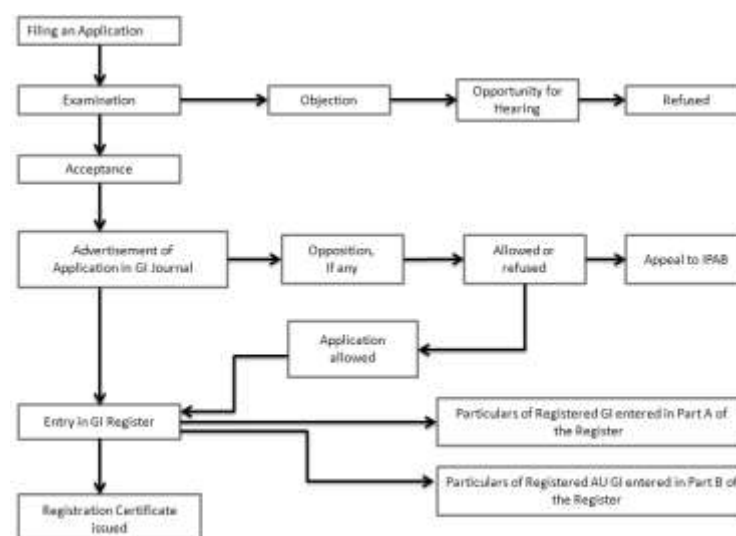 Filing an Application
Examination
Objection
Opportunity for
Hearing
Refused
Acceptance
Advertisement of
Application in GI Journal
Opposition,
If any
Allowed or
refused
Appeal to IPAB
Application
allowed
Entry in GI Register
Particulars of Registered GI entered in Part A of
the Register
Particulars of Registered AU GI entered in Part B of
the Register
Registration Certificate
issued